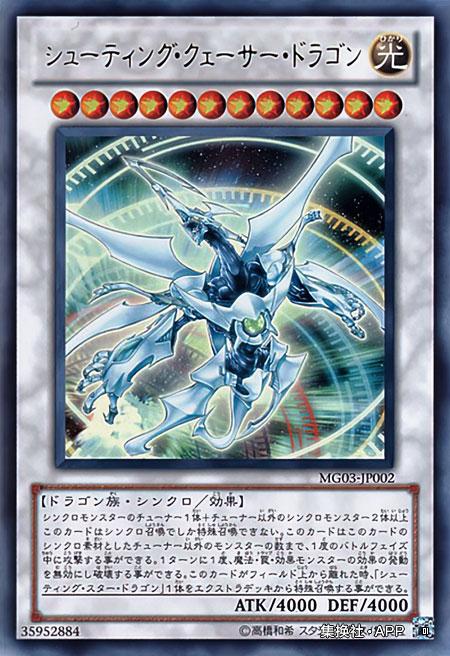 シューティング・クェーサー・ドラゴン
光
ひかり
MG03-JP002
【ドラゴン族・シンクロ/効果】
シンクロモンスターのチューナー1体+チューナー以外のシンクロモンスター2体以上
このカードはシンクロ召喚でしか特殊召喚できない。このカードはこのカードの
シンクロ素材としたチューナー以外のモンスターの数まで、1度のバトルフェイズ
中に攻撃する事ができる。1ターンに1度、魔法・罠・効果モンスターの効果の発動
を無効にし破壊する事ができる。このカードがフィールド上から離れた時、「シュー
ティング・スター・ドラゴン」1体をエクストラデッキから特殊召喚する事ができる。
ATK/4000 DEF/4000
35952884
©高橋和希 スタジオ
集英社・APP